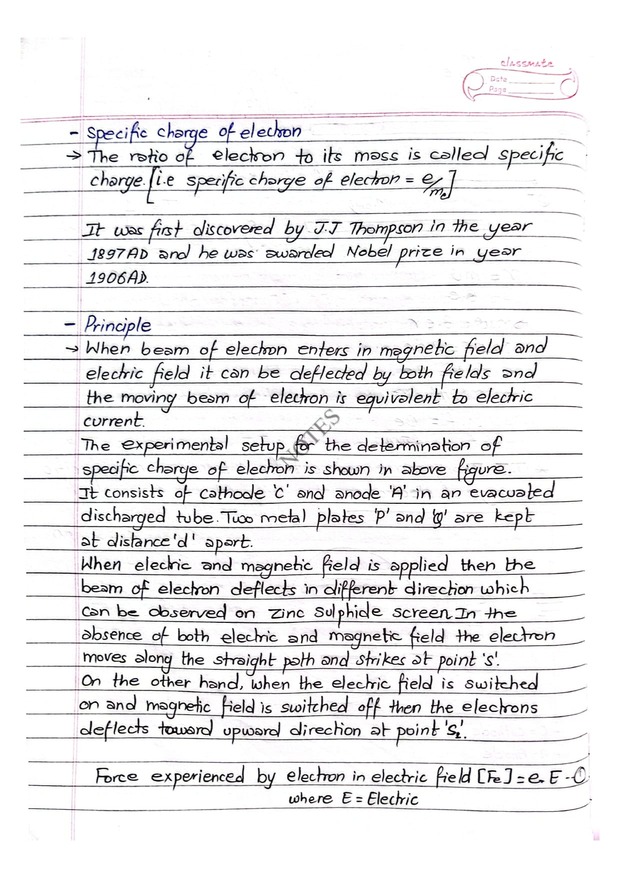 classmate
Date
Page
- Specific charge of electron
→ The ratio of electron to its mass is called specific
charge. [i.e specific charge of electron = e/me]
It was first discovered by J.J Thompson in the year
1897AD and he was awarded Nobel prize in year
1906AD.
- Principle
→ When beam of electron enters in magnetic field and
electric field it can be deflected by both fields and
the moving beam of electron is equivalent to electric
current.
The experimental setup for the determination of
NOTES
specific charge of electron is shown in above figure.
It consists of cathode 'C' and anode 'A' in an evacuated
discharged tube. Two metal plates 'P' and 'Q' are kept
at distance 'd' apart.
When electric and magnetic field is applied then the
beam of electron deflects in different direction which
can be observed on zinc sulphide screen. In the
absence of both electric and magnetic field the electron
moves along the straight path and strikes at point 'S'.
On the other hand, when the electric field is switched
on and magnetic field is switched off then the electrons
deflects toward upward direction at point 'S₁'.
Force experienced by electron in electric field [Fe] = e. E - ①
where E = Electric